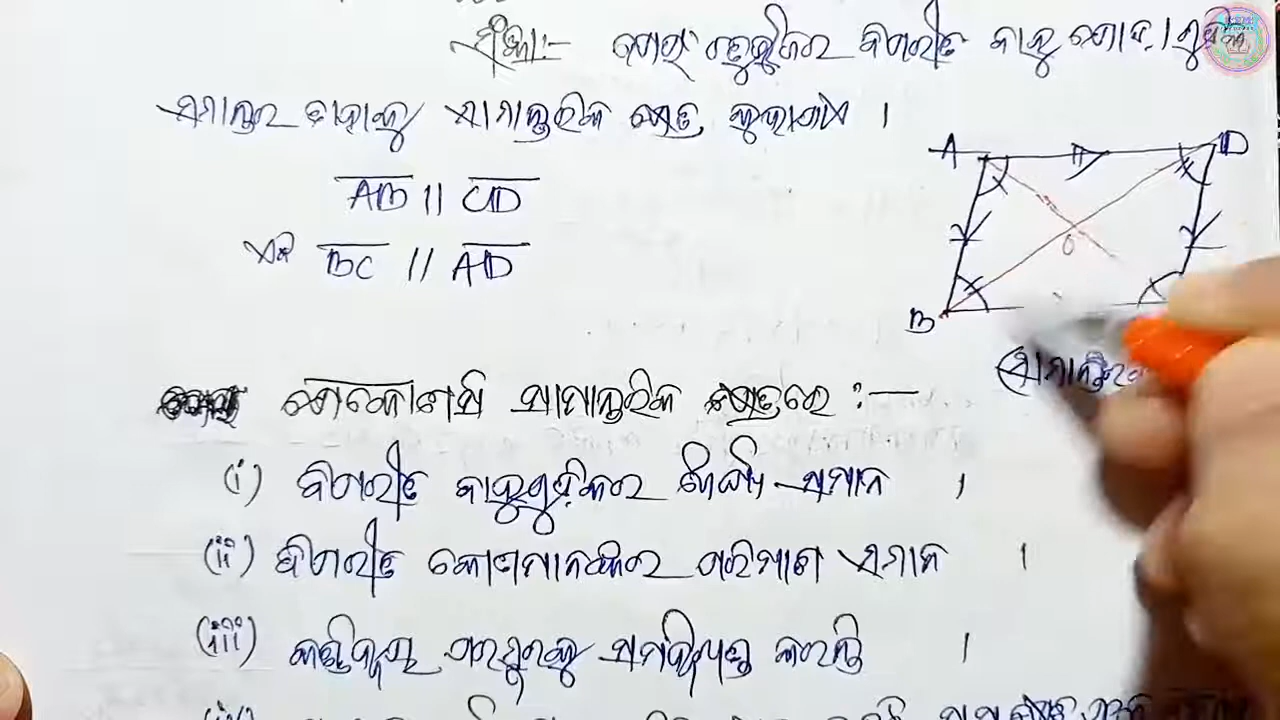 ସଂଜ୍ଞା:- ଯେଉଁ ଚତୁର୍ଭୁଜର ବିପରୀତ ବାହୁ
ସମାନ୍ତର ତାହାକୁ ସାମାନ୍ତରିକ କ୍ଷେତ୍ର କୁହାଯାଏ ।
A D
AB || CD
ଏବଂ BC || AD
O
B
ଯେକୌଣସି ସାମାନ୍ତରିକ କ୍ଷେତ୍ରରେ :—
(i) ବିପରୀତ ବାହୁଗୁଡ଼ିକର ଦୈର୍ଘ୍ୟ ସମାନ ।
(ii) ବିପରୀତ କୋଣମାନଙ୍କର ପରିମାଣ ସମାନ ।
(iii) କର୍ଣ୍ଣଦ୍ୱୟ ପରସ୍ପରକୁ ସମଦ୍ୱିଖଣ୍ଡ କରନ୍ତି ।